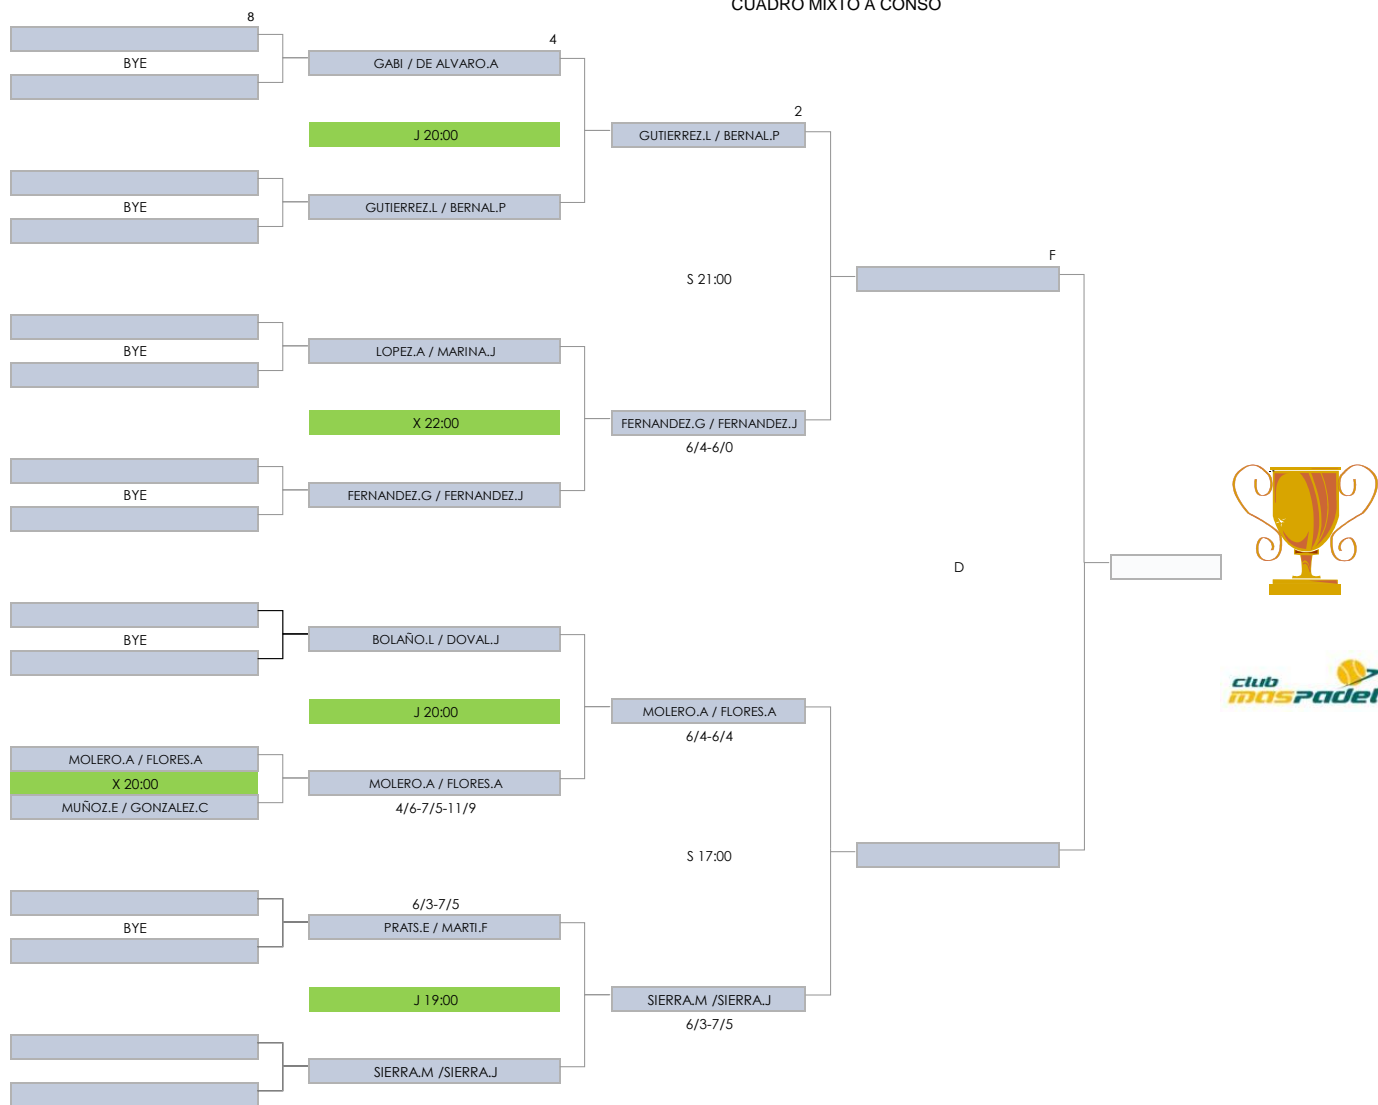 CUADRO MIXTO A CONSO
8
4
BYE
GABI / DE ALVARO.A
2
J 20:00
GUTIERREZ.L / BERNAL.P
BYE
GUTIERREZ.L / BERNAL.P
F
S 21:00
BYE
LOPEZ.A / MARINA.J
X 22:00
FERNANDEZ.G / FERNANDEZ.J
6/4-6/0
BYE
FERNANDEZ.G / FERNANDEZ.J
D
BYE
BOLAÑO.L / DOVAL.J
club
maspadel
J 20:00
MOLERO.A / FLORES.A
6/4-6/4
MOLERO.A / FLORES.A
X 20:00
MOLERO.A / FLORES.A
MUÑOZ.E / GONZALEZ.C
4/6-7/5-11/9
S 17:00
6/3-7/5
BYE
PRATS.E / MARTI.F
J 19:00
SIERRA.M /SIERRA.J
6/3-7/5
SIERRA.M /SIERRA.J